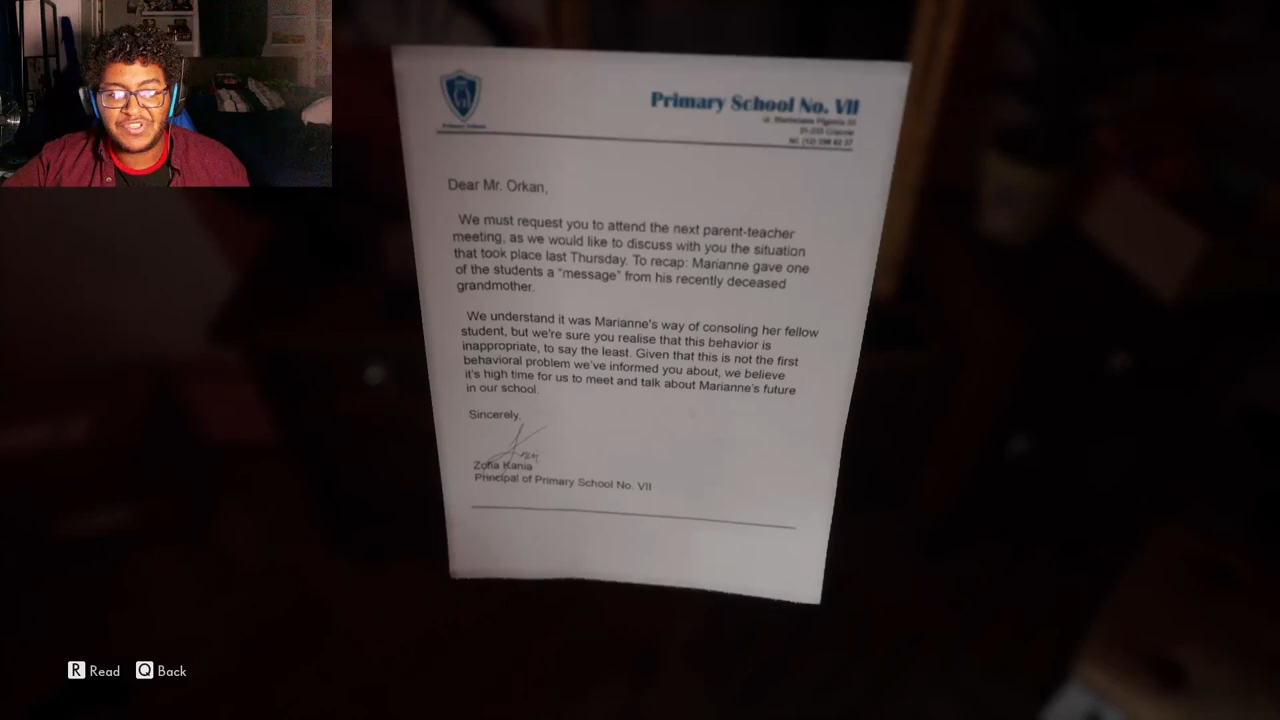 Primary School No. VII
Primary School
Dear Mr. Orkan,
We must request you to attend the next parent-teacher
meeting, as we would like to discuss with you the situation
that took place last Thursday. To recap: Marianne gave one
of the students a "message" from his recently deceased
grandmother.
We understand it was Marianne's way of consoling her fellow
student, but we're sure you realise that this behavior is
inappropriate, to say the least. Given that this is not the first
behavioral problem we've informed you about, we believe
it's high time for us to meet and talk about Marianne's future
in our school.
Sincerely,
Zofia Kania
Principal of Primary School No. VII
R Read Q Back